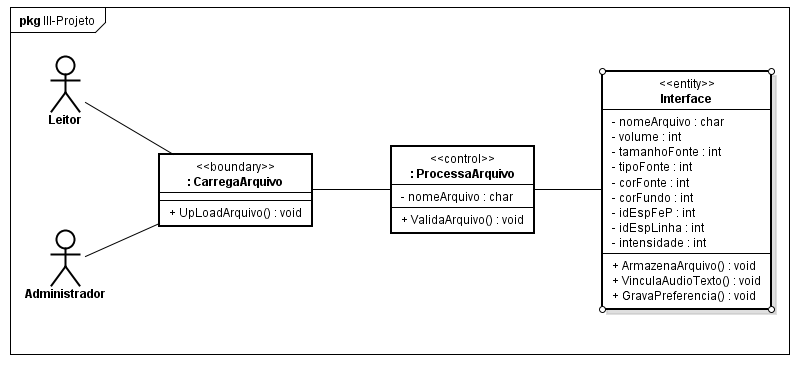 pkg III-Projeto
Leitor
Administrador
<<boundary>>
: CarregaArquivo
+ UpLoadArquivo() : void
<<control>>
: ProcessaArquivo
- nomeArquivo : char
+ ValidaArquivo() : void
<<entity>>
Interface
- nomeArquivo : char
- volume : int
- tamanhoFonte : int
- tipoFonte : int
- corFonte : int
- corFundo : int
- idEspFeP : int
- idEspLinha : int
- intensidade : int
+ ArmazenaArquivo() : void
+ VinculaAudioTexto() : void
+ GravaPreferencia() : void